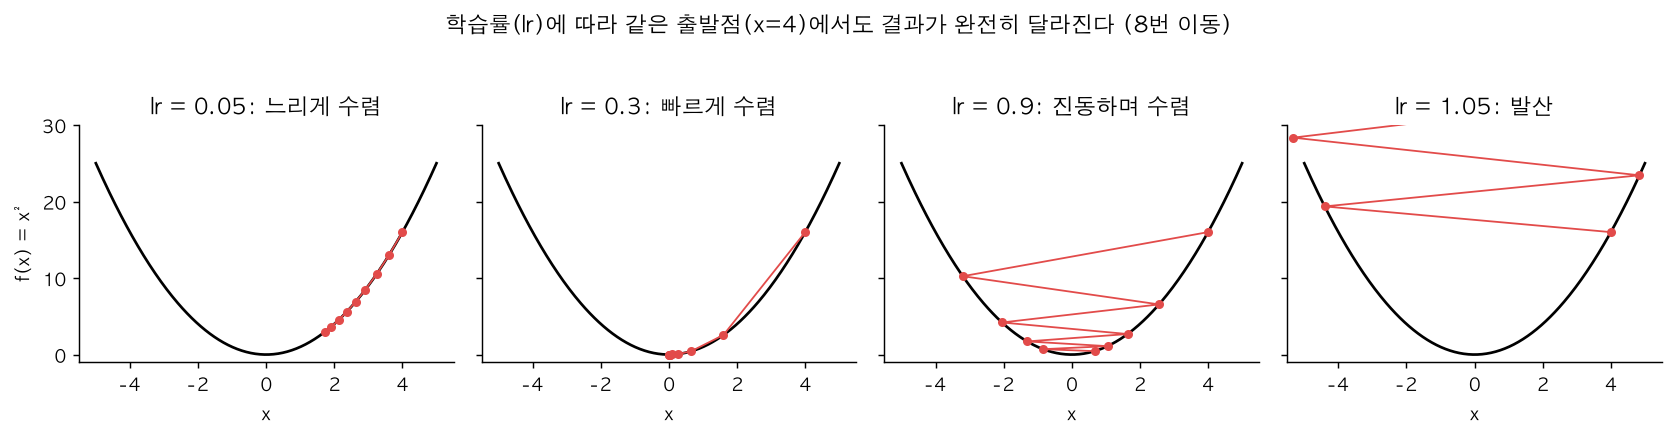 학습률(lr)에 따라 같은 출발점(x=4)에서도 결과가 완전히 달라진다 (8번 이동)
lr = 0.05: 느리게 수렴
lr = 0.3: 빠르게 수렴
lr = 0.9: 진동하며 수렴
lr = 1.05: 발산
f(x) = x²
30
20
10
0
-4 -2 0 2 4
-4 -2 0 2 4
-4 -2 0 2 4
-4 -2 0 2 4
x
x
x
x